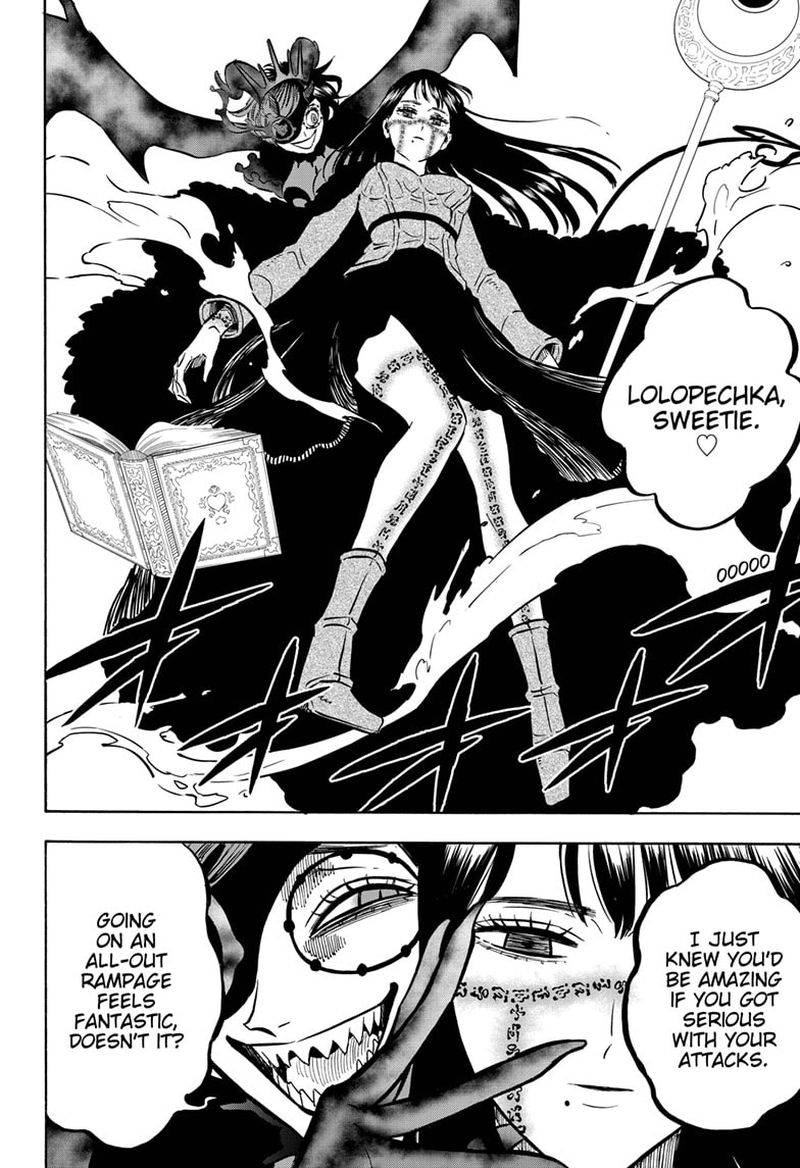 LOLOPECHKA,
SWEETIE.
♡
OOOOO
I JUST
KNEW YOU'D
BE AMAZING
IF YOU GOT
SERIOUS
WITH YOUR
ATTACKS.
GOING
ON AN
ALL-OUT
RAMPAGE
FEELS
FANTASTIC,
DOESN'T IT?